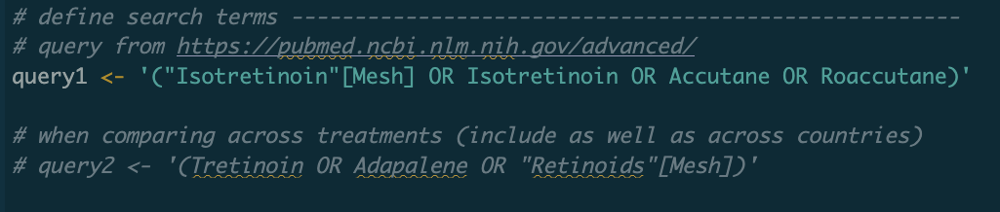 # define search terms ---------------------------------------------------
# query from https://pubmed.ncbi.nlm.nih.gov/advanced/
query1 <- '("Isotretinoin"[Mesh] OR Isotretinoin OR Accutane OR Roaccutane)'
# when comparing across treatments (include as well as across countries)
# query2 <- '(Tretinoin OR Adapalene OR "Retinoids"[Mesh])'